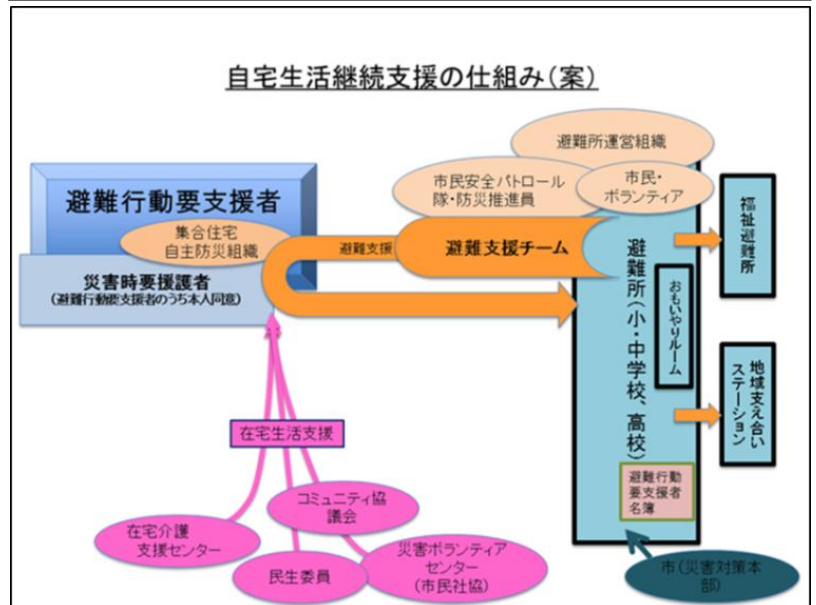 自宅生活継続支援の仕組み(案)
避難所運営組織
市民安全パトロール
隊・防災推進員
市民・
ボランティア
避難行動要支援者
集合住宅
自主防災組織
避難支援
避難支援チーム
災害時要援護者
(避難行動要支援者のうち本人同意)
避難所(小・中学校、高校)
おもいやりルーム
福祉避難所
地域支え合い
ステーション
在宅生活支援
避難行動
要支援者
名簿
コミュニティ協
議会
在宅介護
支援センター
民生委員
災害ボランティア
センター
(市民社協)
市(災害対策本
部)